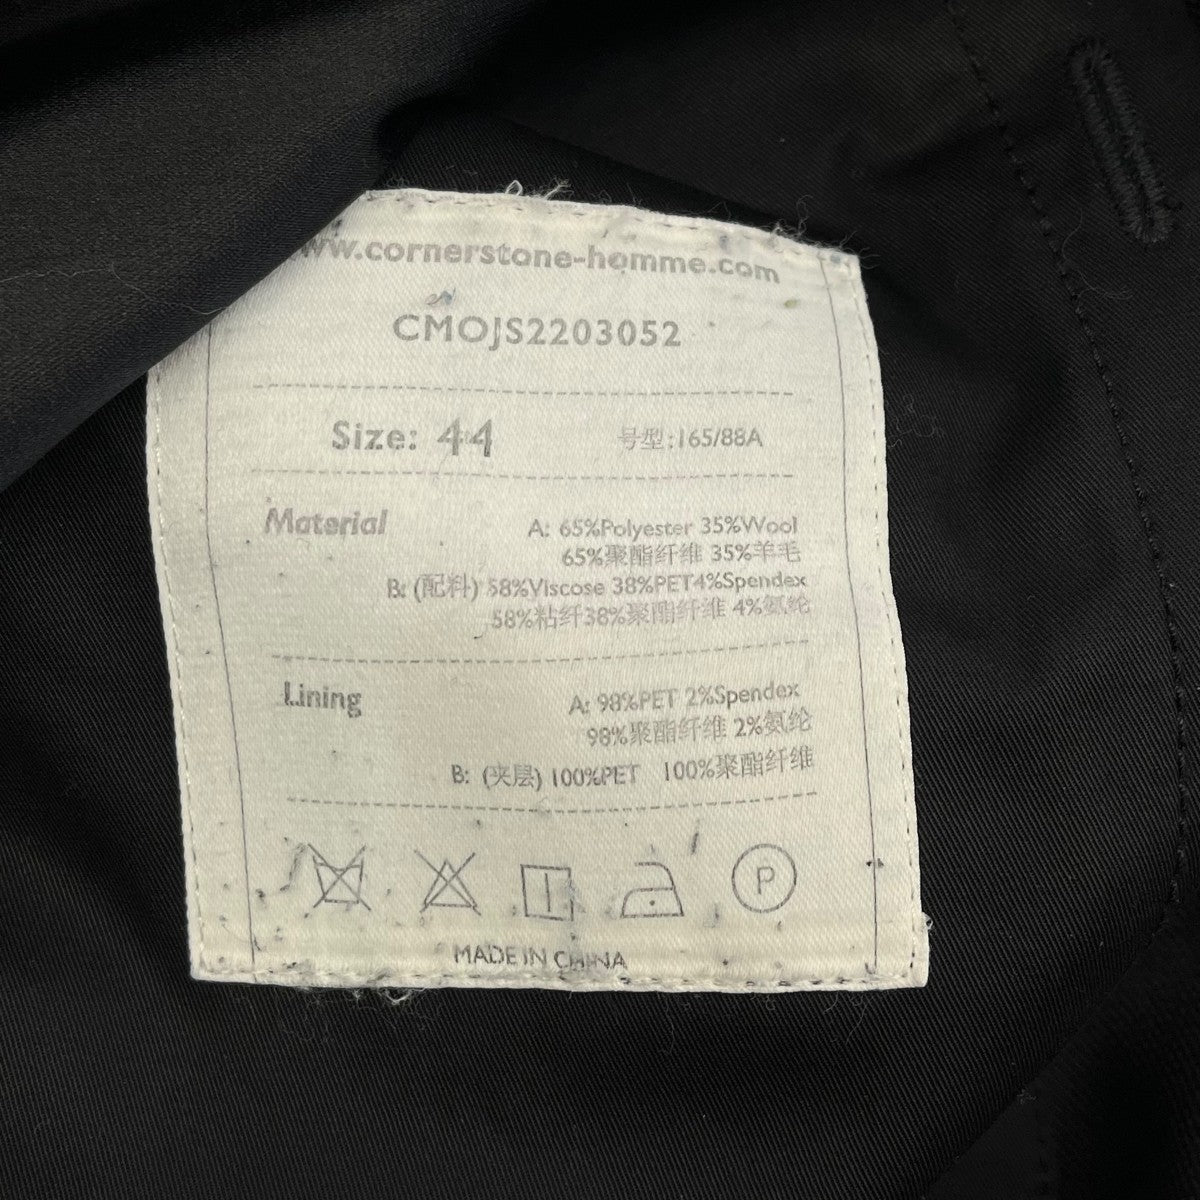 www.cornerstone-homme.com
CMOJS2203052
Size: 44 号型:165/88A
Material A: 65%Polyester 35%Wool
65%聚酯纤维 35%羊毛
B: (配料) 58%Viscose 38%PET4%Spendex
58%粘纤38%聚酯纤维 4%氨纶
Lining A: 98%PET 2%Spendex
98%聚酯纤维 2%氨纶
B: (夹层) 100%PET 100%聚酯纤维
P
MADE IN CHINA